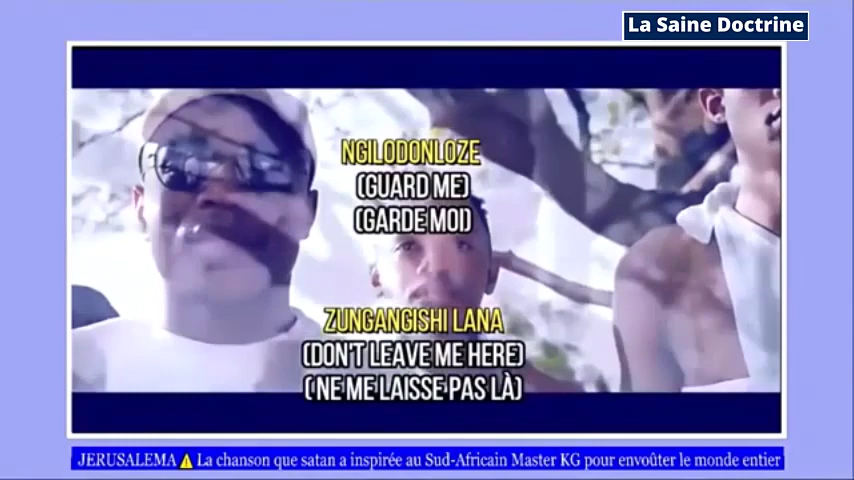 La Saine Doctrine
NGILODONLOZE
(GUARD ME)
(GARDE MOI)
ZUNGANGISHI LANA
(DON'T LEAVE ME HERE)
( NE ME LAISSE PAS LÀ)
JERUSALEMA⚠️ La chanson que satan a inspirée au Sud-Africain Master KG pour envoûter le monde entier